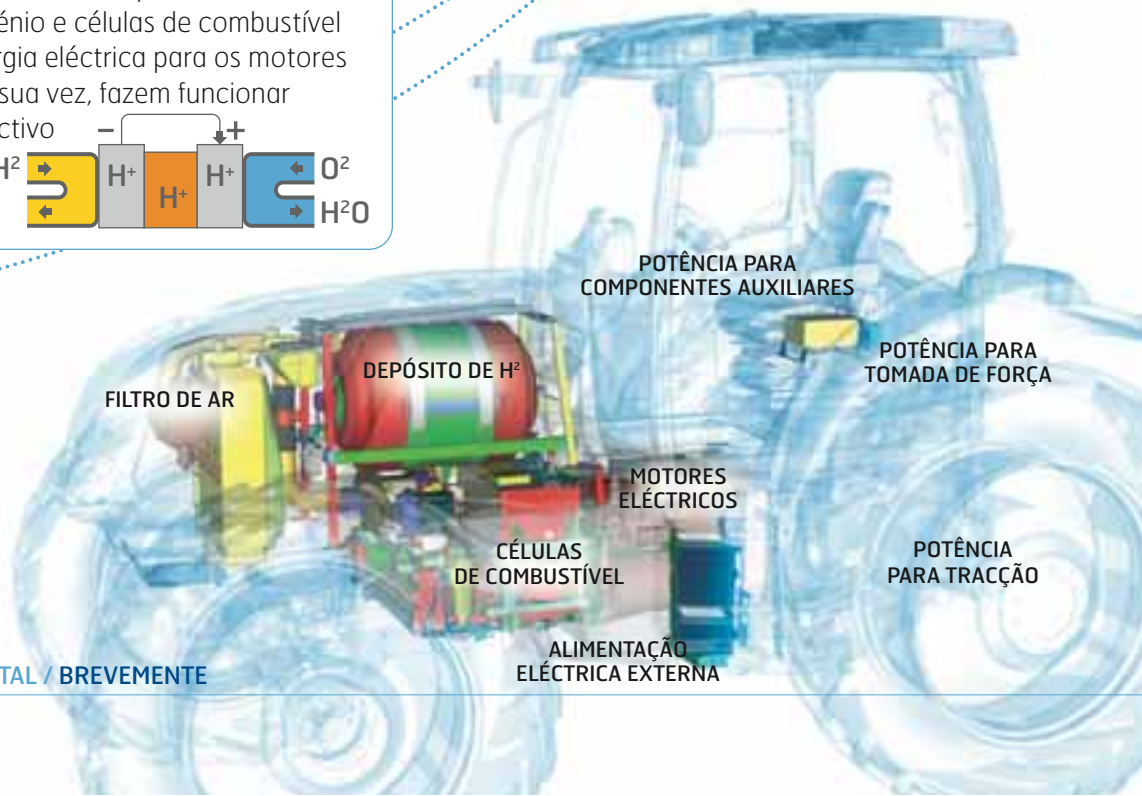 énio e células de combustível
rgia eléctrica para os motores
sua vez, fazem funcionar
ctivo
− +
H² H⁺ H⁺ H⁺ O²
H²O
POTÊNCIA PARA
COMPONENTES AUXILIARES
POTÊNCIA PARA
TOMADA DE FORÇA
DEPÓSITO DE H²
FILTRO DE AR
MOTORES
ELÉCTRICOS
CÉLULAS
DE COMBUSTÍVEL
POTÊNCIA
PARA TRACÇÃO
ALIMENTAÇÃO
ELÉCTRICA EXTERNA
TAL / BREVEMENTE